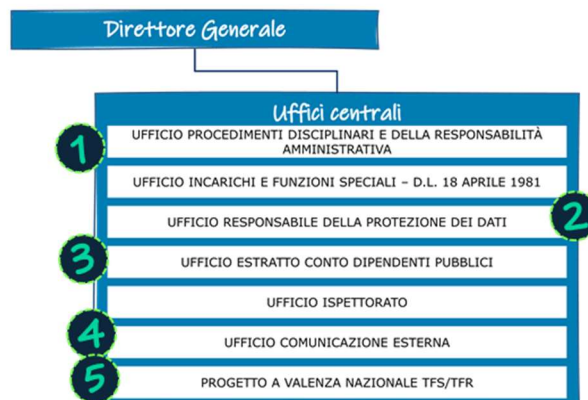 Direttore Generale
Uffici centrali
1
UFFICIO PROCEDIMENTI DISCIPLINARI E DELLA RESPONSABILITÀ
AMMINISTRATIVA
UFFICIO INCARICHI E FUNZIONI SPECIALI – D.L. 18 APRILE 1981
2
UFFICIO RESPONSABILE DELLA PROTEZIONE DEI DATI
3
UFFICIO ESTRATTO CONTO DIPENDENTI PUBBLICI
UFFICIO ISPETTORATO
4
UFFICIO COMUNICAZIONE ESTERNA
5
PROGETTO A VALENZA NAZIONALE TFS/TFR